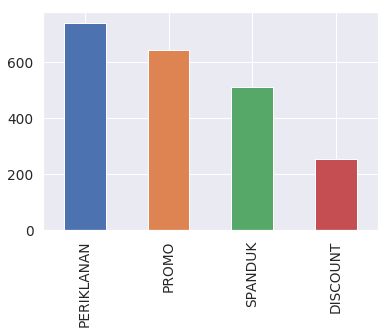 600
400
200
0
PERIKLANAN
PROMO
SPANDUK
DISCOUNT